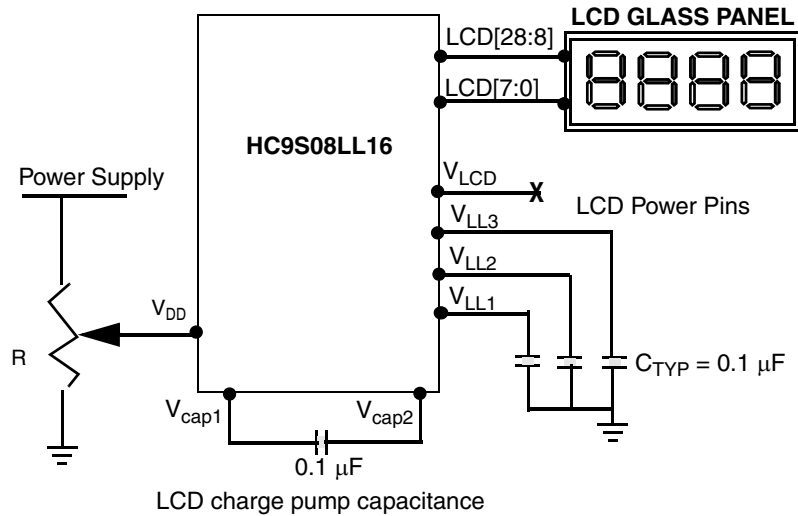 LCD GLASS PANEL
LCD[28:8]
LCD[7:0]
HC9S08LL16
Power Supply
VLCD
X
LCD Power Pins
VLL3
VLL2
VLL1
VDD
R
CTYP = 0.1 μF
Vcap1
Vcap2
0.1 μF
LCD charge pump capacitance